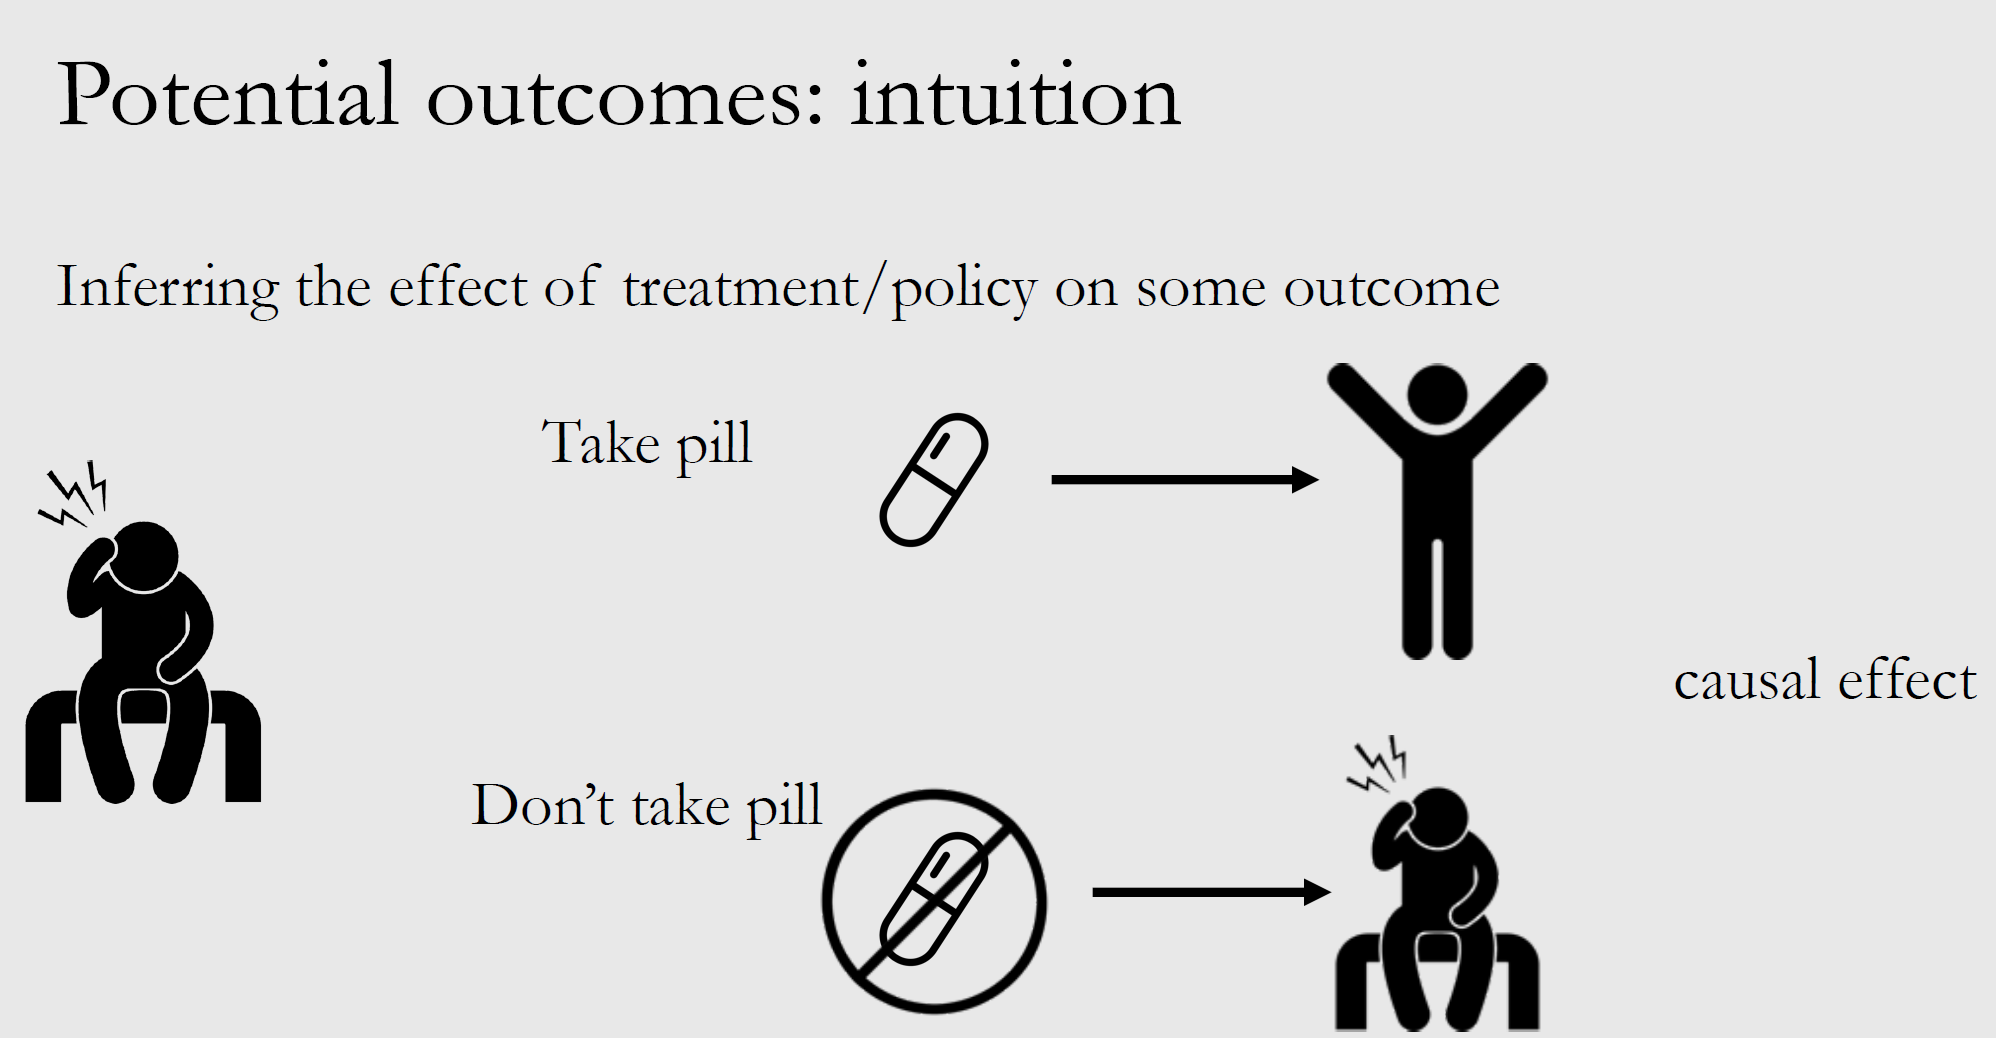 Potential outcomes: intuition
Inferring the effect of treatment/policy on some outcome
Take pill
causal effect
Don’t take pill